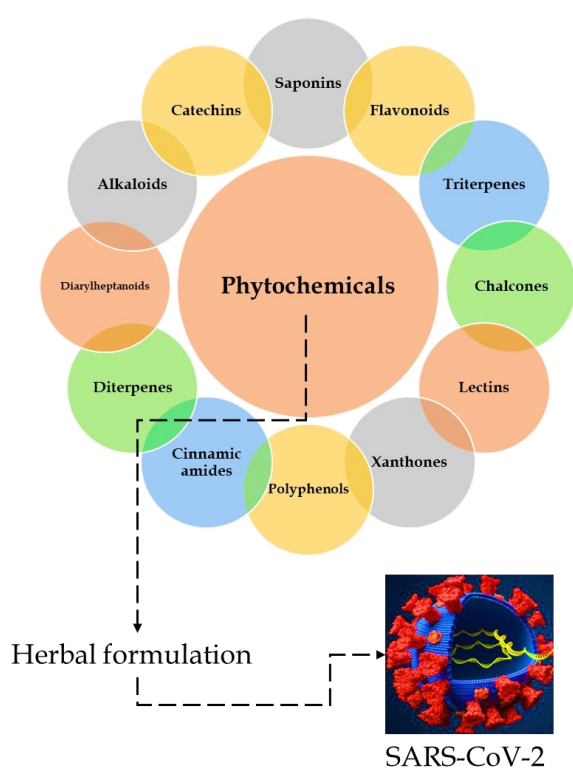 Saponins
Flavonoids
Triterpenes
Chalcones
Lectins
Xanthones
Polyphenols
Cinnamic
amides
Diterpenes
Diarylheptanoids
Alkaloids
Catechins
Phytochemicals
Herbal formulation
SARS-CoV-2